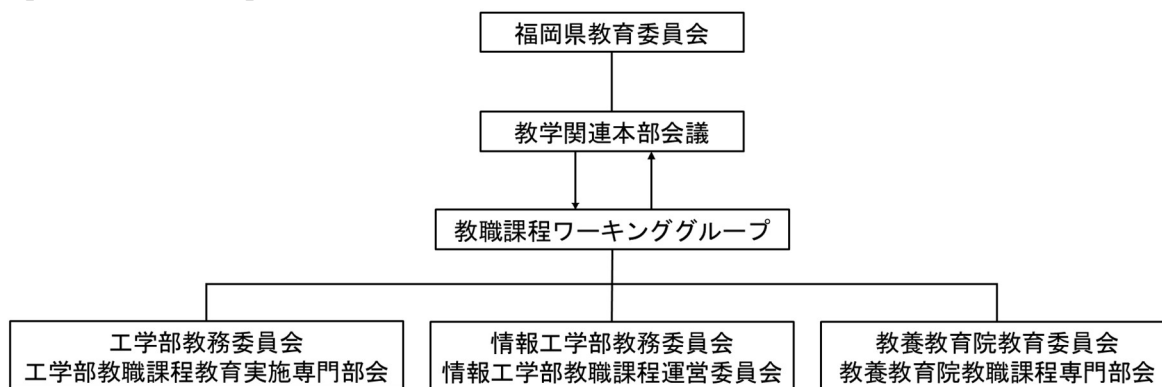 福岡県教育委員会
教学関連本部会議
教職課程ワーキンググループ
工学部教務委員会
工学部教職課程教育実施専門部会
情報工学部教務委員会
情報工学部教職課程運営委員会
教養教育院教育委員会
教養教育院教職課程専門部会